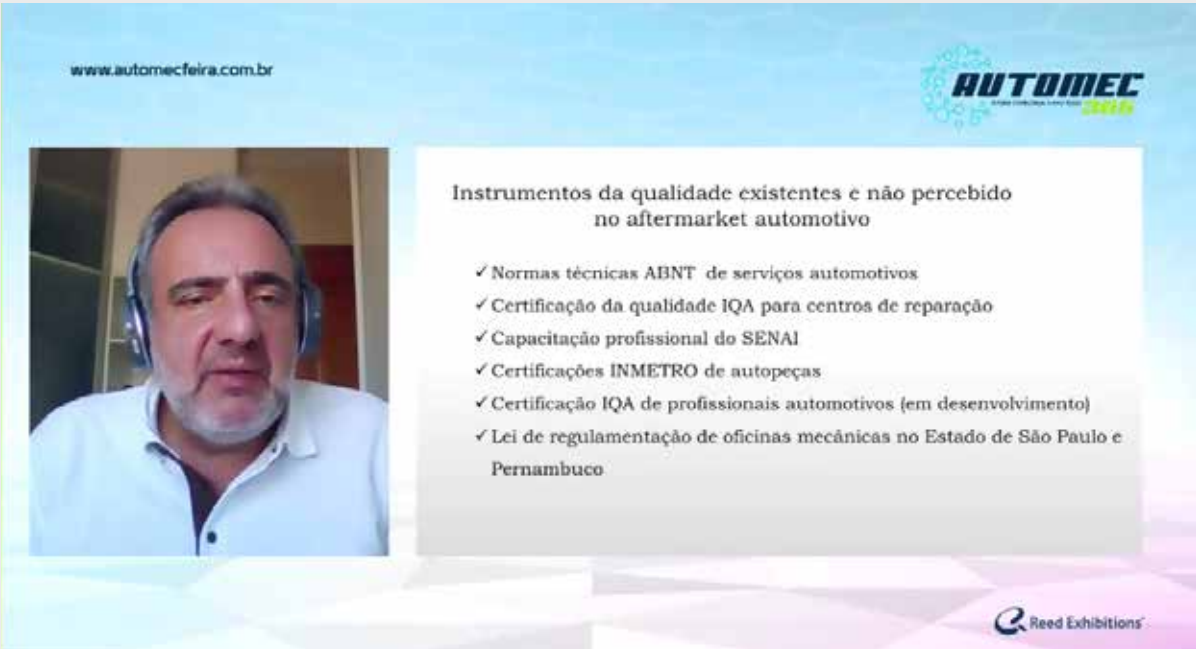 www.automecfeira.com.br
AUTOMEC
365
Instrumentos da qualidade existentes e não percebido
no aftermarket automotivo
✓ Normas técnicas ABNT de serviços automotivos
✓ Certificação da qualidade IQA para centros de reparação
✓ Capacitação profissional do SENAI
✓ Certificações INMETRO de autopeças
✓ Certificação IQA de profissionais automotivos (em desenvolvimento)
✓ Lei de regulamentação de oficinas mecânicas no Estado de São Paulo e
Pernambuco
Reed Exhibitions